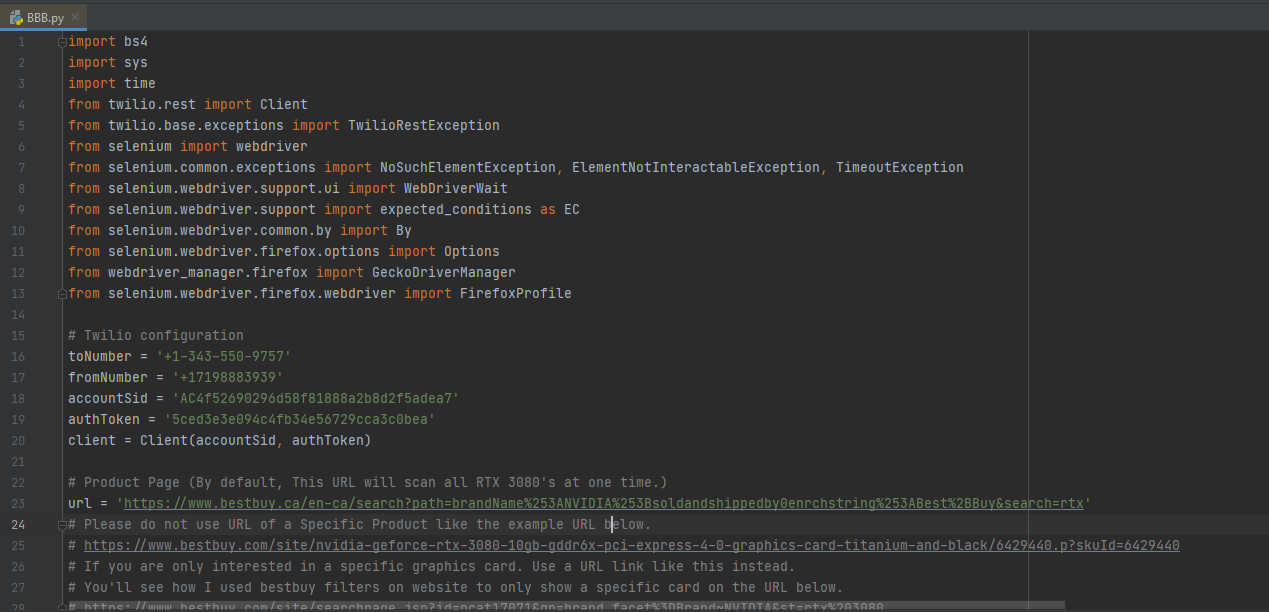 BBB.py
1 import bs4
2 import sys
3 import time
4 from twilio.rest import Client
5 from twilio.base.exceptions import TwilioRestException
6 from selenium import webdriver
7 from selenium.common.exceptions import NoSuchElementException, ElementNotInteractableException, TimeoutException
8 from selenium.webdriver.support.ui import WebDriverWait
9 from selenium.webdriver.support import expected_conditions as EC
10 from selenium.webdriver.common.by import By
11 from selenium.webdriver.firefox.options import Options
12 from webdriver_manager.firefox import GeckoDriverManager
13 from selenium.webdriver.firefox.webdriver import FirefoxProfile
14
15 # Twilio configuration
16 toNumber = '+1-343-550-9757'
17 fromNumber = '+17198883939'
18 accountSid = 'AC4f52690296d58f81888a2b8d2f5adea7'
19 authToken = '5ced3e3e094c4fb34e56729cca3c0bea'
20 client = Client(accountSid, authToken)
21
22 # Product Page (By default, This URL will scan all RTX 3080's at one time.)
23 url = 'https://www.bestbuy.ca/en-ca/search?path=brandName%253ANVIDIA%253Bsoldandshippedby0enrchstring%253ABest%2BBuy&search=rtx'
24 # Please do not use URL of a Specific Product like the example URL below.
25 # https://www.bestbuy.com/site/nvidia-geforce-rtx-3080-10gb-gddr6x-pci-express-4-0-graphics-card-titanium-and-black/6429440.p?skuId=6429440
26 # If you are only interested in a specific graphics card. Use a URL link like this instead.
27 # You'll see how I used bestbuy filters on website to only show a specific card on the URL below.
28 # https://www.bestbuy.com/site/searchpage.jsp?id=pcat17071&qp=brand_facet%3DBrand~NVIDIA&st=rtx%203080